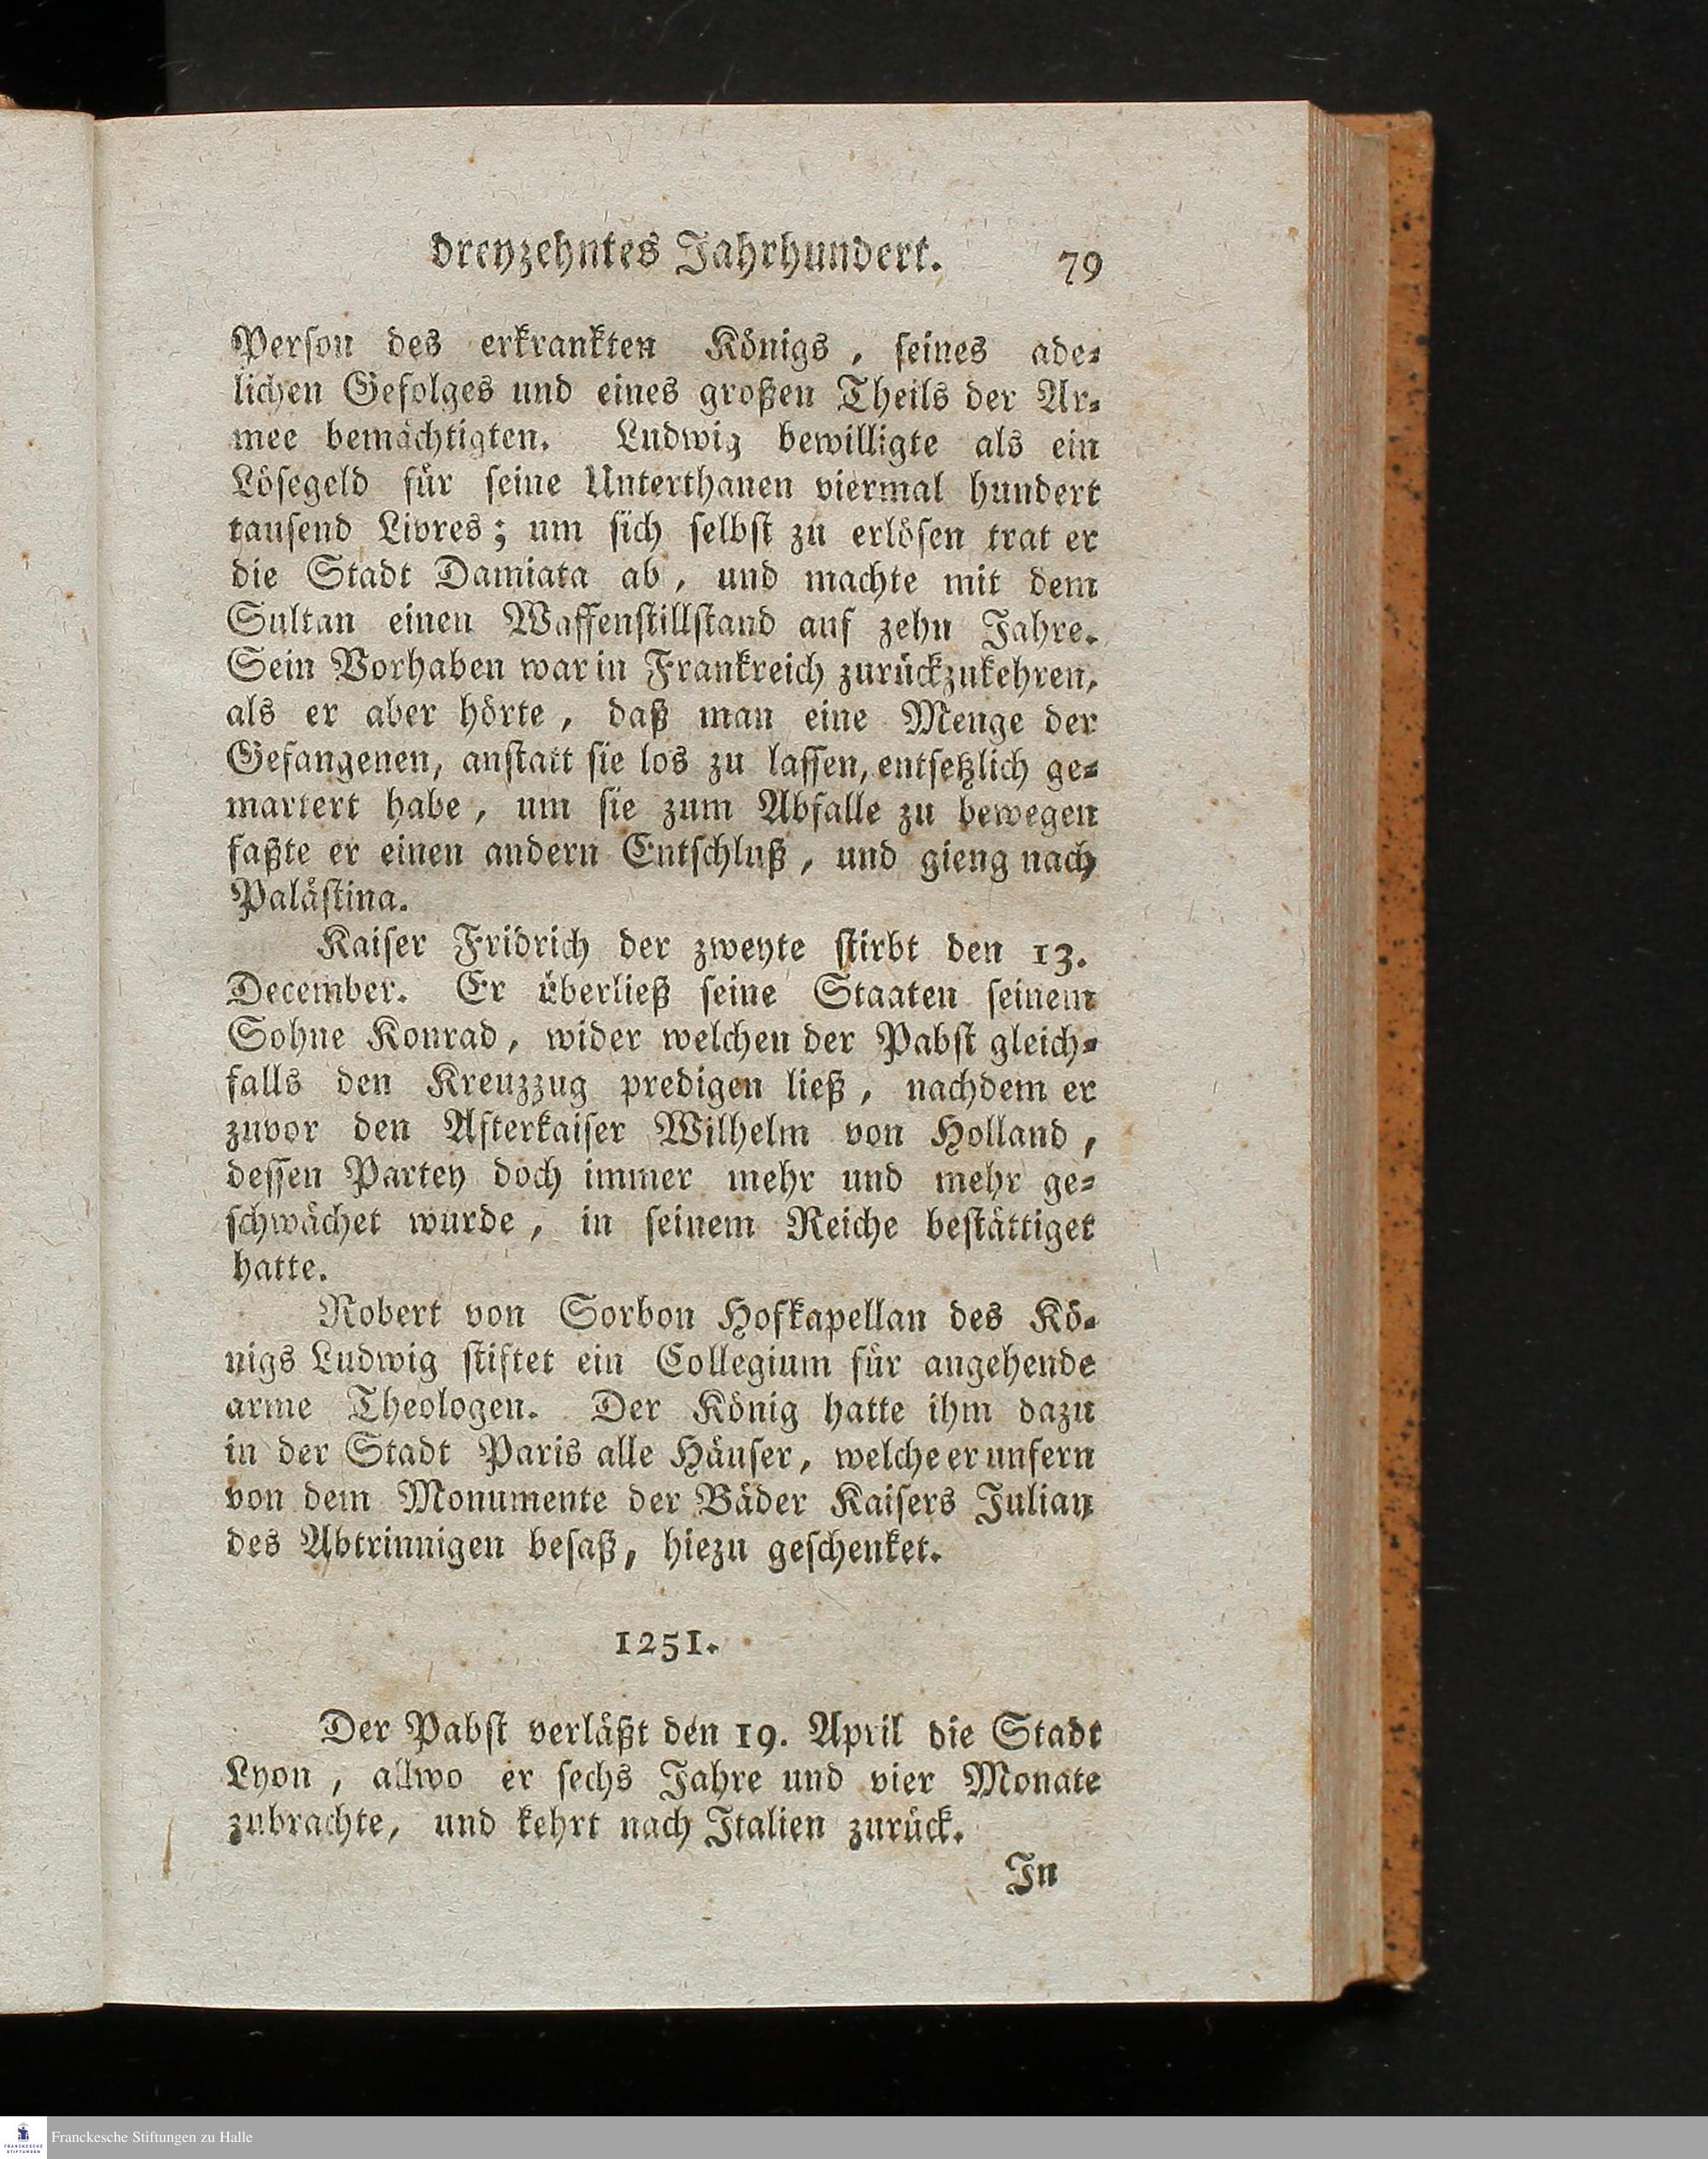 dreyzehntes Jahrhundert. 79
Person des erkrankten Königs, seines ade-
lichen Gefolges und eines großen Theils der Ar-
mee bemächtigten. Ludwig bewilligte als ein
Lösegeld für seine Unterthanen viermal hundert
tausend Livres; um sich selbst zu erlösen trat er
die Stadt Damiata ab, und machte mit dem
Sultan einen Waffenstillstand auf zehn Jahre.
Sein Vorhaben war in Frankreich zurückzukehren,
als er aber hörte, daß man eine Menge der
Gefangenen, anstatt sie los zu lassen, entsetzlich ge-
martert habe, um sie zum Abfalle zu bewegen
faßte er einen andern Entschluß, und gieng nach
Palästina.
Kaiser Fridrich der zweyte stirbt den 13.
December. Er überließ seine Staaten seinem
Sohne Konrad, wider welchen der Pabst gleich-
falls den Kreuzzug predigen ließ, nachdem er
zuvor den Afterkaiser Wilhelm von Holland,
dessen Partey doch immer mehr und mehr ge-
schwächet wurde, in seinem Reiche bestättiget
hatte.
Robert von Sorbon Hofkapellan des Kö-
nigs Ludwig stiftet ein Collegium für angehende
arme Theologen. Der König hatte ihm dazu
in der Stadt Paris alle Häuser, welche er unfern
von dem Monumente der Bäder Kaisers Julian
des Abtrinnigen besaß, hiezu geschenket.
1251.
Der Pabst verläßt den 19. April die Stadt
Lyon, allwo er sechs Jahre und vier Monate
zubrachte, und kehrt nach Italien zurück.
In
FRANCKESCHE
STIFTUNGEN
Franckesche Stiftungen zu Halle